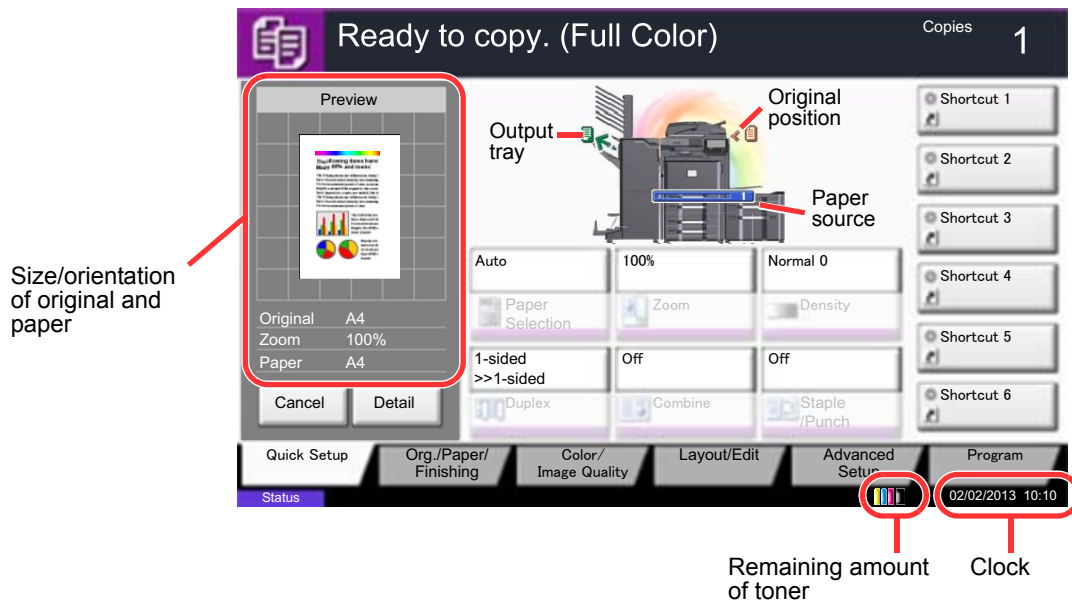 Ready to copy. (Full Color)
Copies
1
Preview
Original A4
Zoom 100%
Paper A4
Cancel
Detail
Size/orientation
of original and
paper
Output
tray
Original
position
Paper
source
1
Auto
Paper
Selection
100%
Zoom
Normal 0
Density
1-sided
>>1-sided
Duplex
Off
Combine
Off
Staple
/Punch
Shortcut 1
Shortcut 2
Shortcut 3
Shortcut 4
Shortcut 5
Shortcut 6
Quick Setup
Org./Paper/
Finishing
Color/
Image Quality
Layout/Edit
Advanced
Setup
Program
Status
02/02/2013 10:10
Remaining amount
of toner
Clock